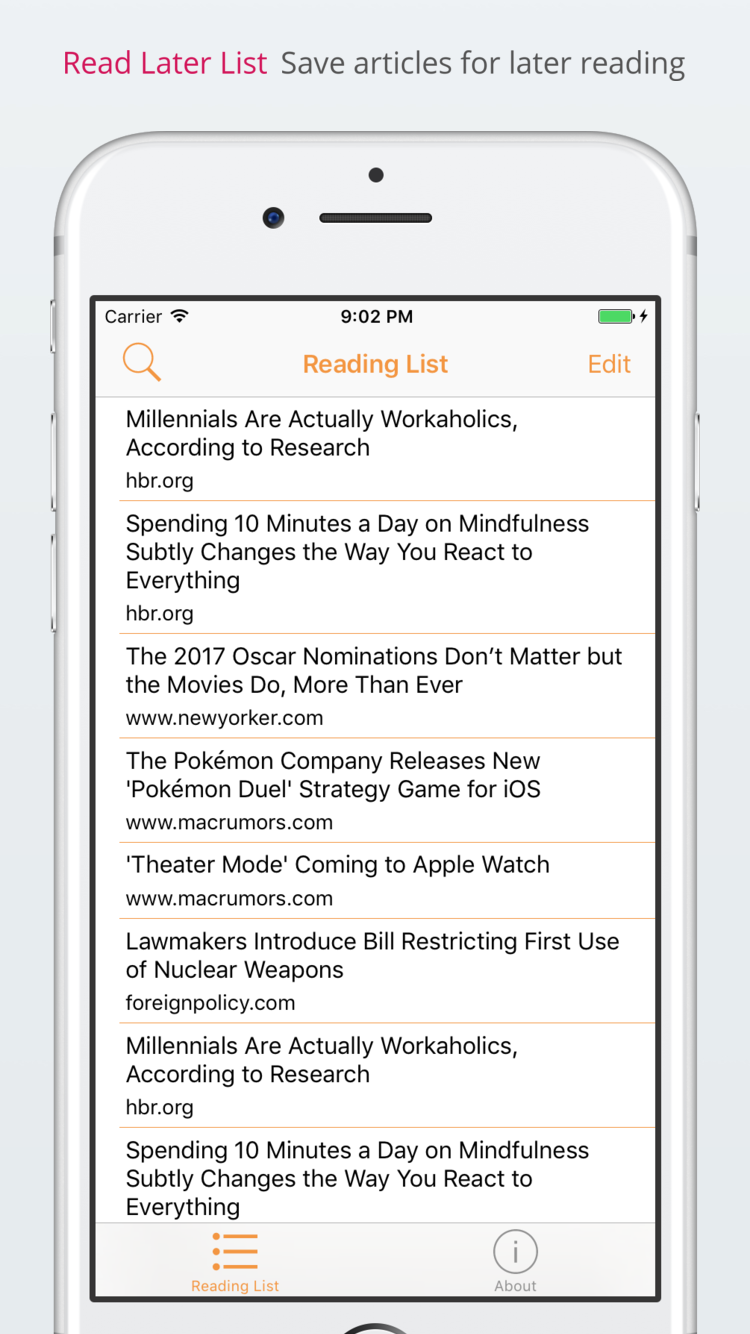 Read Later List Save articles for later reading
Carrier 9:02 PM
Reading List Edit
Millennials Are Actually Workaholics,
According to Research
hbr.org
Spending 10 Minutes a Day on Mindfulness
Subtly Changes the Way You React to
Everything
hbr.org
The 2017 Oscar Nominations Don’t Matter but
the Movies Do, More Than Ever
www.newyorker.com
The Pokémon Company Releases New
'Pokémon Duel' Strategy Game for iOS
www.macrumors.com
'Theater Mode' Coming to Apple Watch
www.macrumors.com
Lawmakers Introduce Bill Restricting First Use
of Nuclear Weapons
foreignpolicy.com
Millennials Are Actually Workaholics,
According to Research
hbr.org
Spending 10 Minutes a Day on Mindfulness
Subtly Changes the Way You React to
Everything
Reading List About